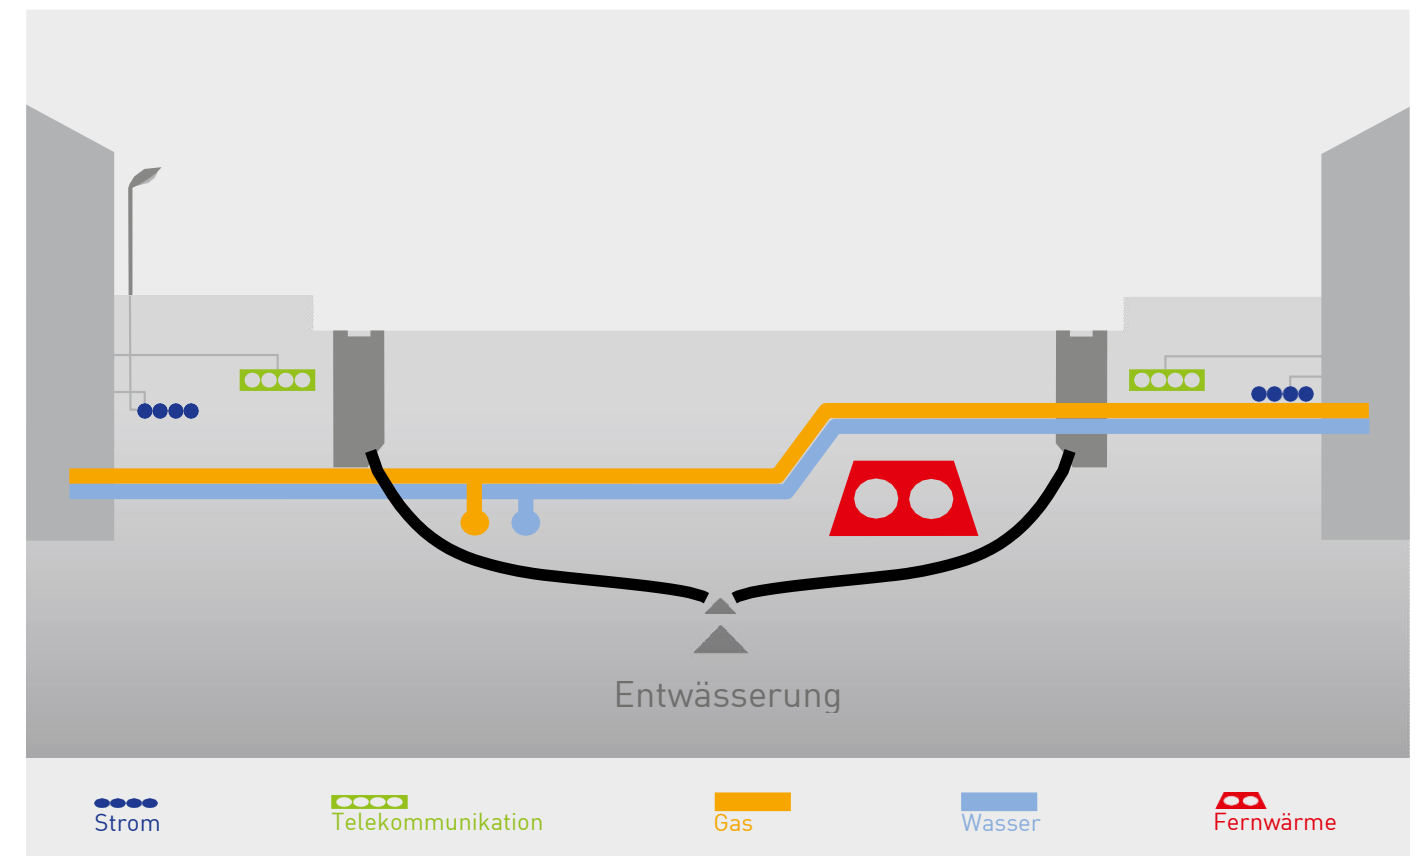 Entwässerung
Strom
Telekommunikation
Gas
Wasser
Fernwärme